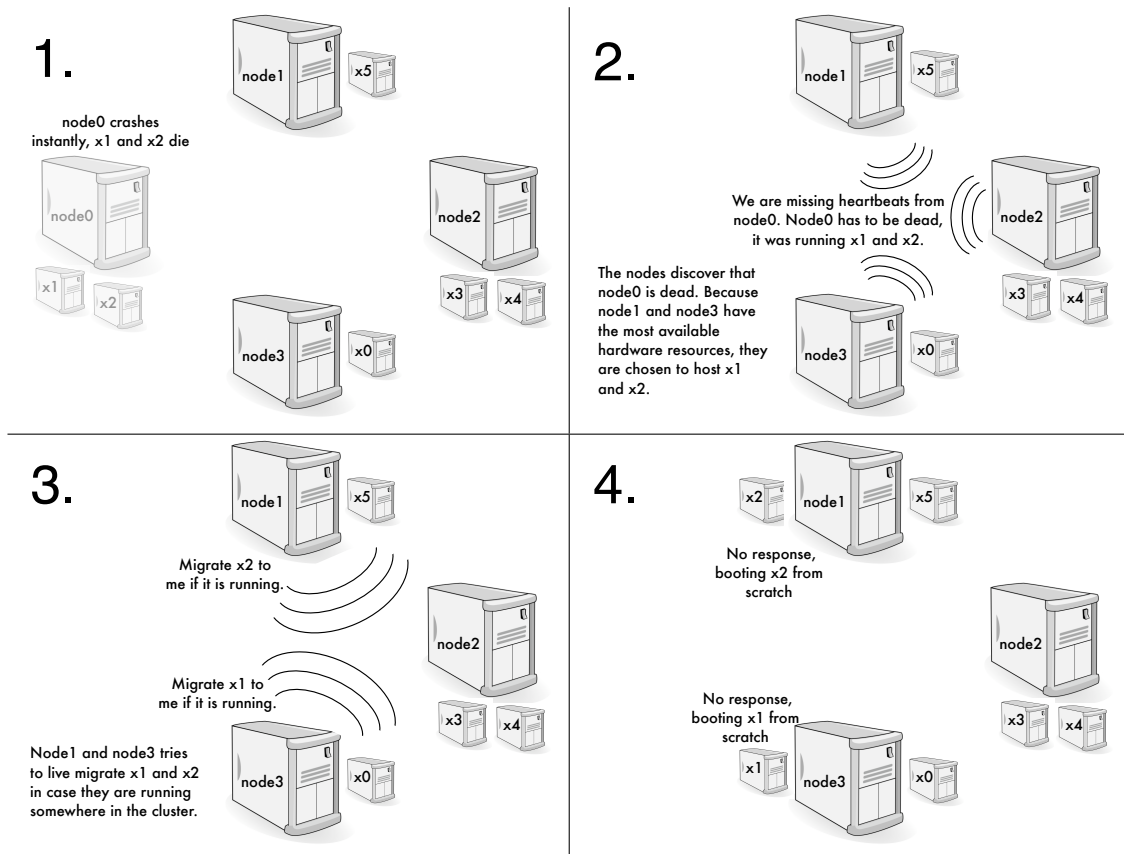 1.
node1
x5
node0 crashes
instantly, x1 and x2 die
node0
x1
x2
node2
x3
x4
node3
x0
2.
node1
x5
We are missing heartbeats from
node0. Node0 has to be dead,
it was running x1 and x2.
node2
x3
x4
The nodes discover that
node0 is dead. Because
node1 and node3 have
the most available
hardware resources, they
are chosen to host x1
and x2.
node3
x0
3.
node1
x5
Migrate x2 to
me if it is running.
node2
x3
x4
Migrate x1 to
me if it is running.
Node1 and node3 tries
to live migrate x1 and x2
in case they are running
somewhere in the cluster.
node3
x0
4.
x2
node1
x5
No response,
booting x2 from
scratch
node2
x3
x4
No response,
booting x1 from
scratch
x1
node3
x0